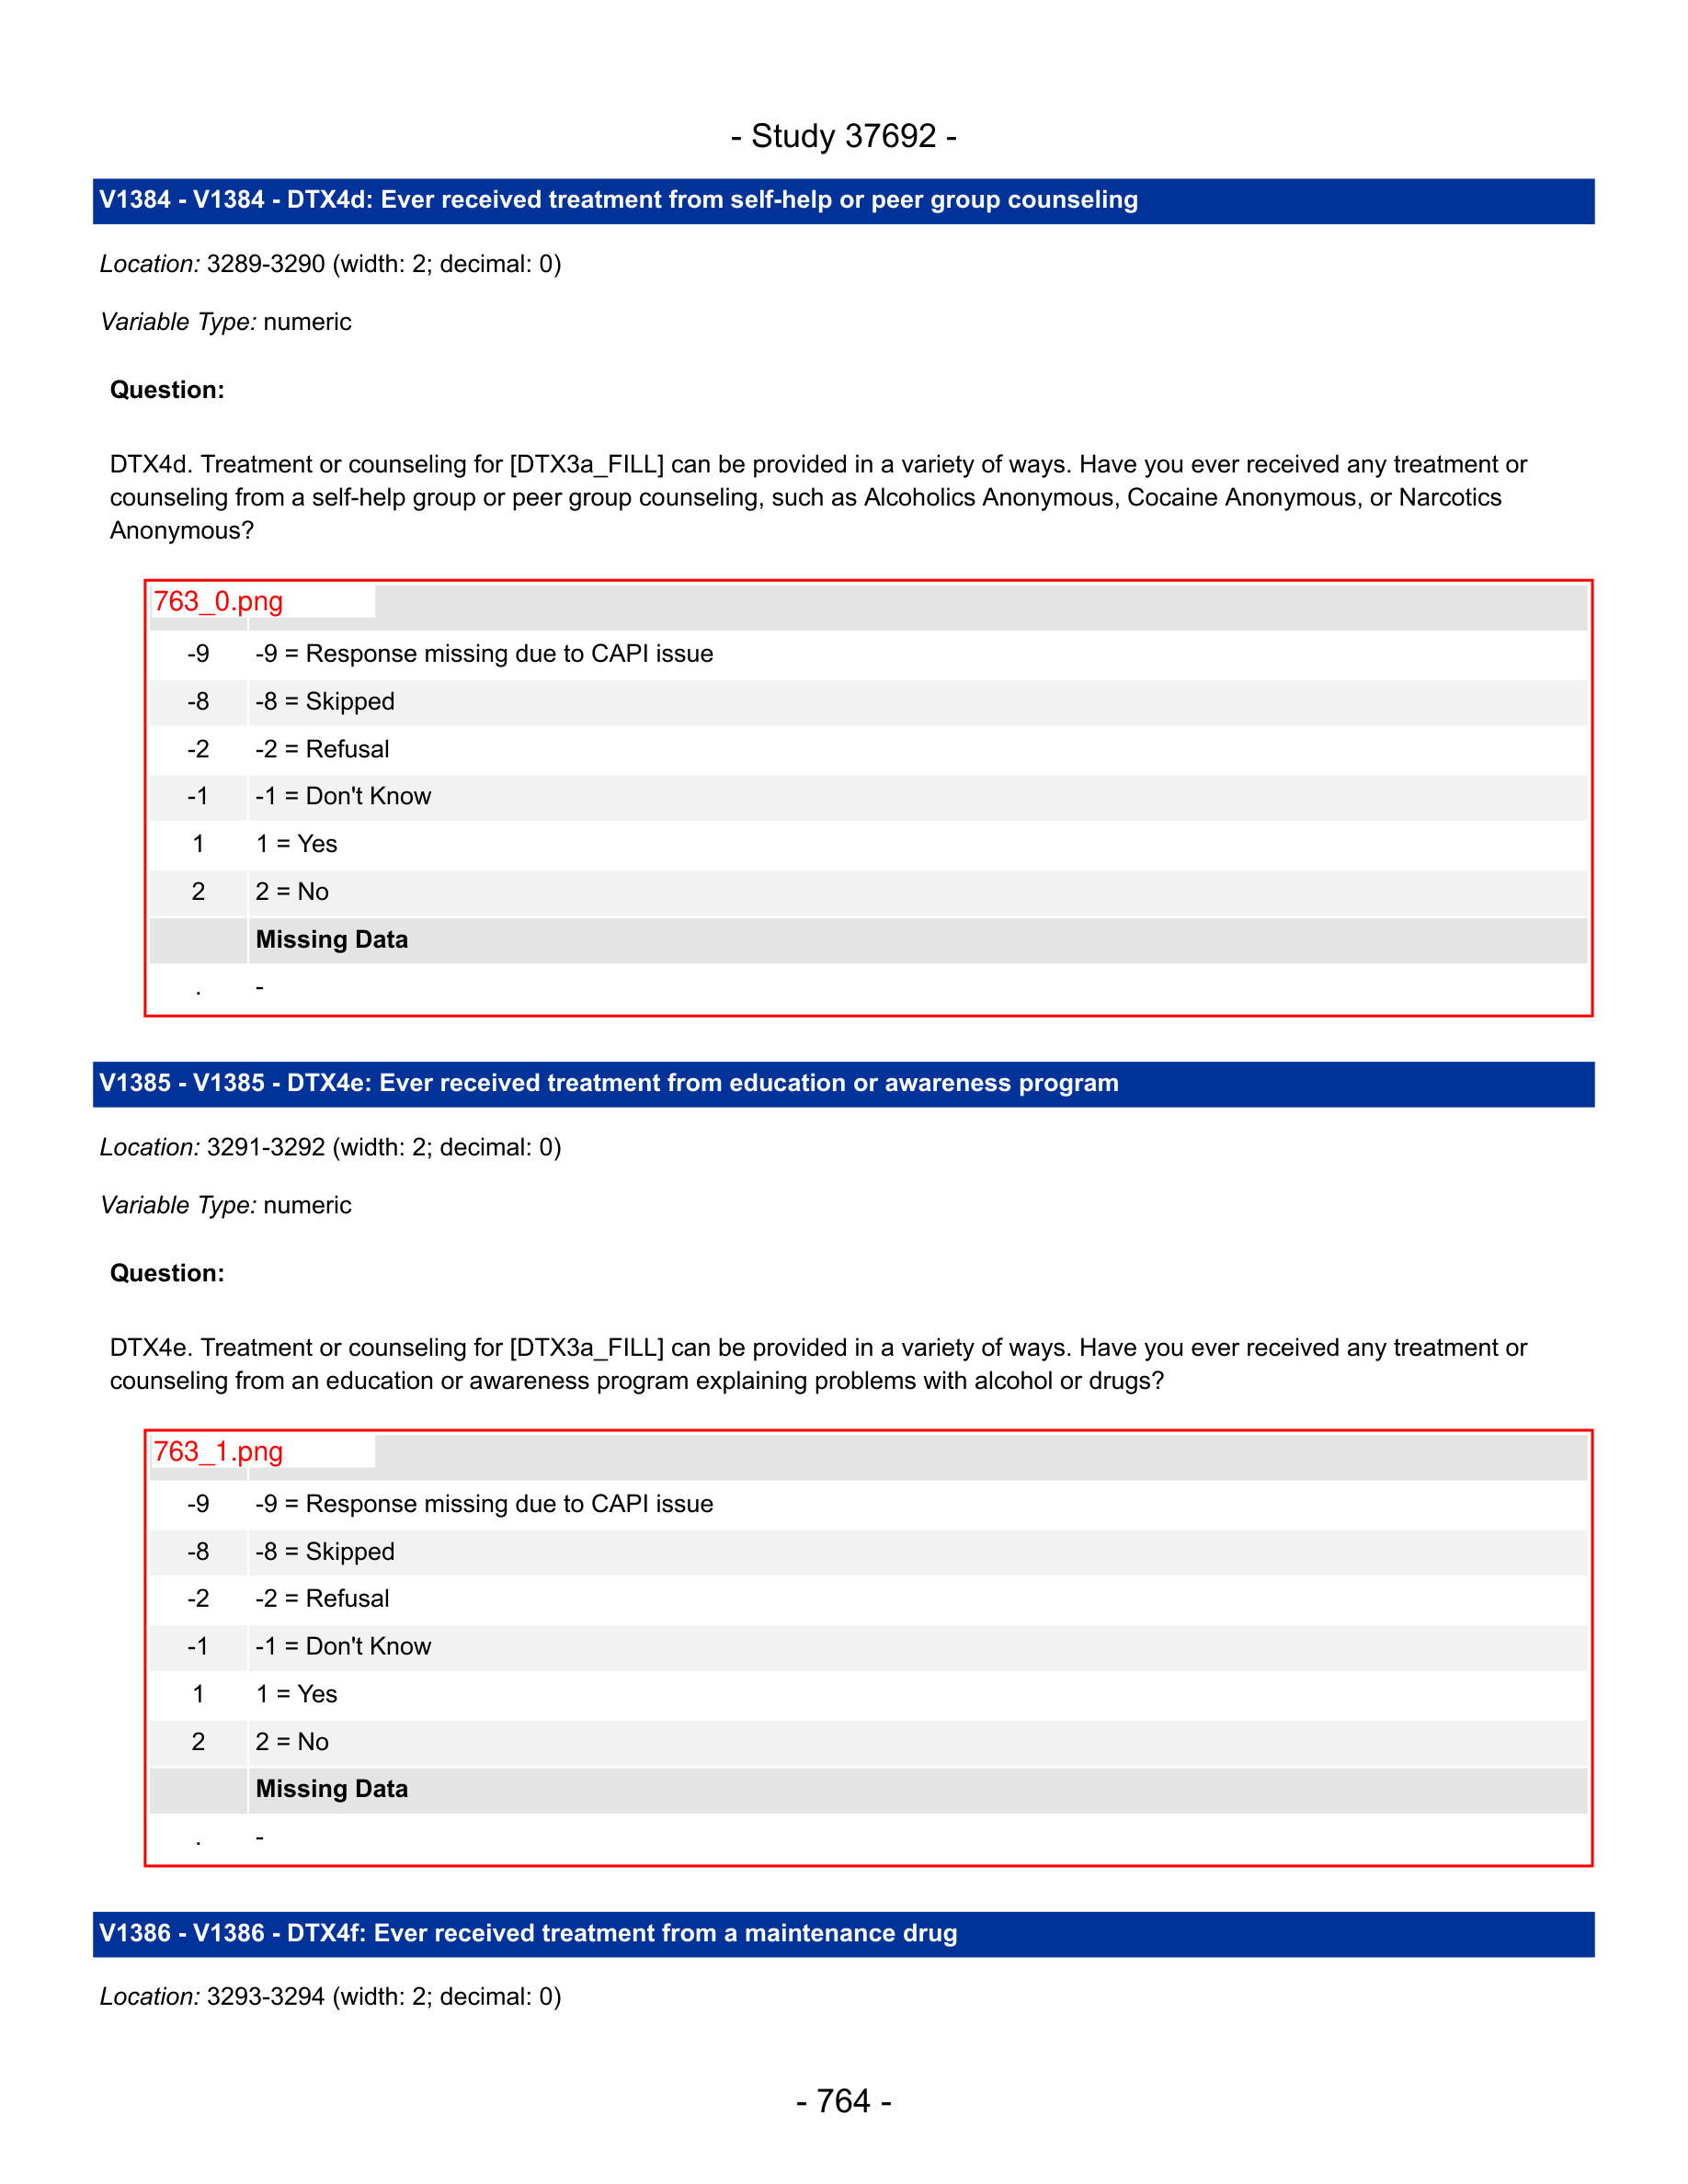 - Study 37692 -
V1384 - V1384 - DTX4d: Ever received treatment from self-help or peer group counseling
Location: 3289-3290 (width: 2; decimal: 0)
Variable Type: numeric
Question:
DTX4d. Treatment or counseling for [DTX3a_FILL] can be provided in a variety of ways. Have you ever received any treatment or
counseling from a self-help group or peer group counseling, such as Alcoholics Anonymous, Cocaine Anonymous, or Narcotics
Anonymous?
763_0.png
-9 -9 = Response missing due to CAPI issue
-8 -8 = Skipped
-2 -2 = Refusal
-1 -1 = Don't Know
1 1 = Yes
2 2 = No
Missing Data
. -
V1385 - V1385 - DTX4e: Ever received treatment from education or awareness program
Location: 3291-3292 (width: 2; decimal: 0)
Variable Type: numeric
Question:
DTX4e. Treatment or counseling for [DTX3a_FILL] can be provided in a variety of ways. Have you ever received any treatment or
counseling from an education or awareness program explaining problems with alcohol or drugs?
763_1.png
-9 -9 = Response missing due to CAPI issue
-8 -8 = Skipped
-2 -2 = Refusal
-1 -1 = Don't Know
1 1 = Yes
2 2 = No
Missing Data
. -
V1386 - V1386 - DTX4f: Ever received treatment from a maintenance drug
Location: 3293-3294 (width: 2; decimal: 0)
- 764 -